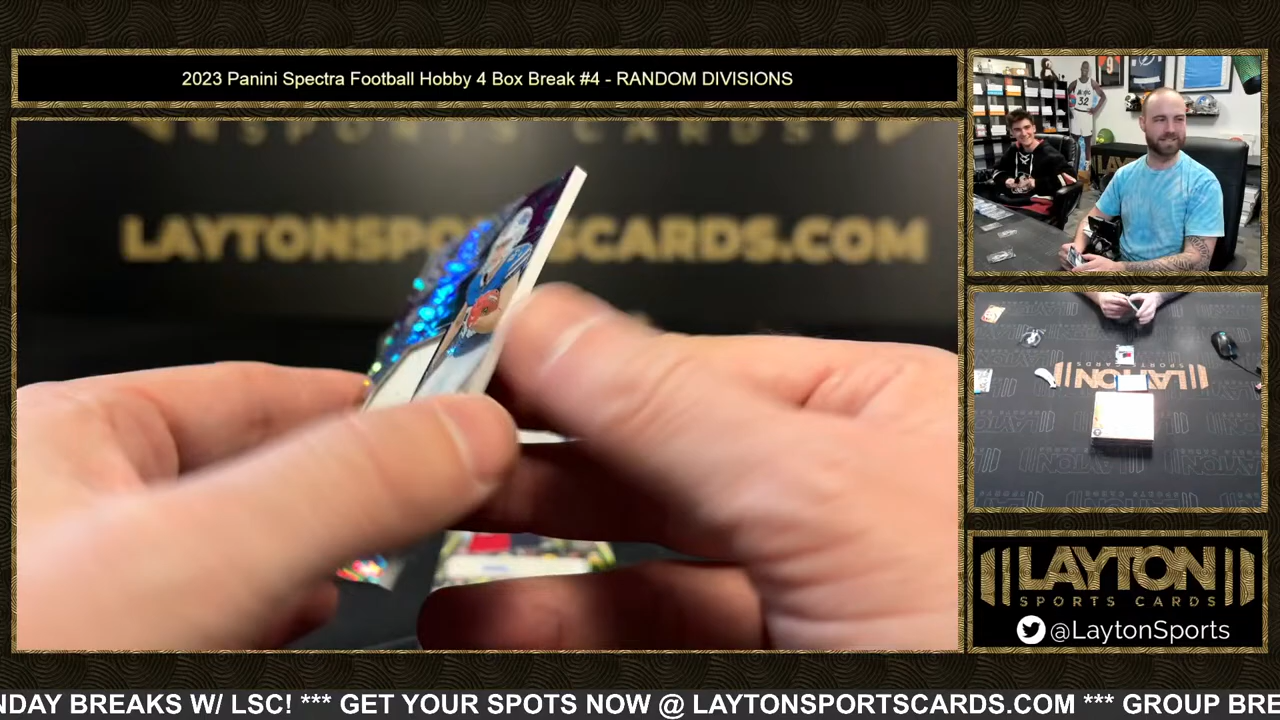 2023 Panini Spectra Football Hobby 4 Box Break #4 - RANDOM DIVISIONS
LAYTONSPORTSCARDS.COM
LAYTON
LAYTON
SPORTS CARDS
@LaytonSports
NDAY BREAKS W/ LSC! *** GET YOUR SPOTS NOW @ LAYTONSPORTSCARDS.COM *** GROUP BRE